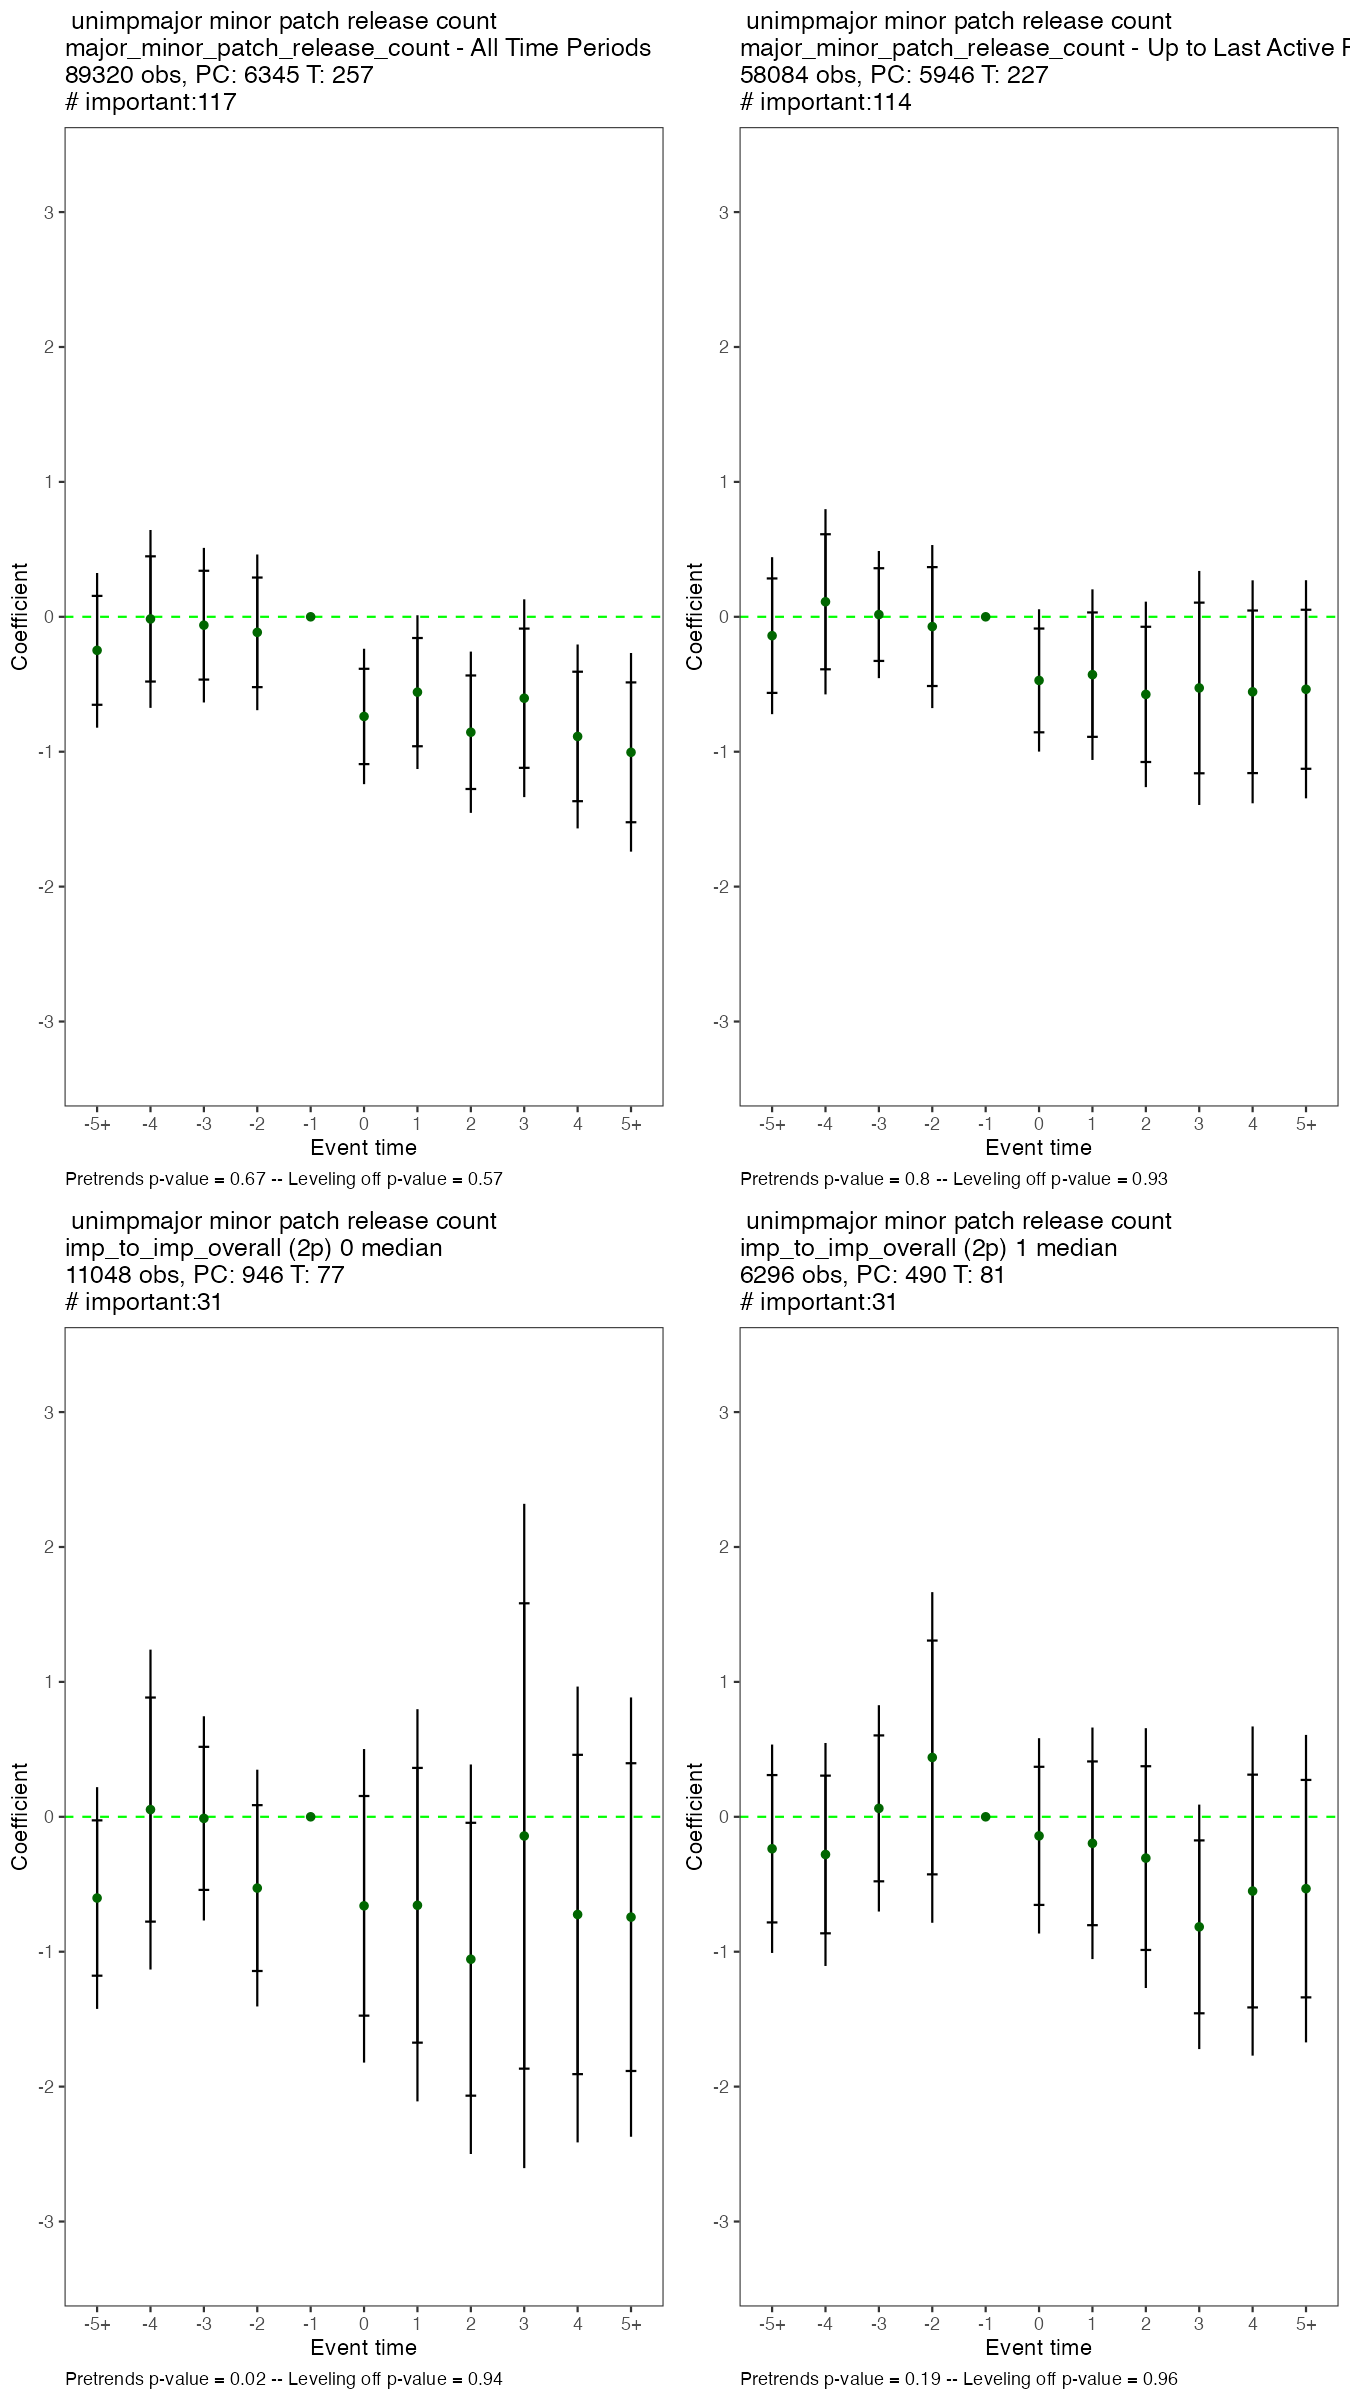 unimpmajor minor patch release count
major_minor_patch_release_count - All Time Periods
89320 obs, PC: 6345 T: 257
# important:117
3
2
1
0
-1
-2
-3
Coefficient
-5+ -4 -3 -2 -1 0 1 2 3 4 5+
Event time
Pretrends p-value = 0.67 -- Leveling off p-value = 0.57
unimpmajor minor patch release count
major_minor_patch_release_count - Up to Last Active
58084 obs, PC: 5946 T: 227
# important:114
3
2
1
0
-1
-2
-3
Coefficient
-5+ -4 -3 -2 -1 0 1 2 3 4 5+
Event time
Pretrends p-value = 0.8 -- Leveling off p-value = 0.93
unimpmajor minor patch release count
imp_to_imp_overall (2p) 0 median
11048 obs, PC: 946 T: 77
# important:31
3
2
1
0
-1
-2
-3
Coefficient
-5+ -4 -3 -2 -1 0 1 2 3 4 5+
Event time
Pretrends p-value = 0.02 -- Leveling off p-value = 0.94
unimpmajor minor patch release count
imp_to_imp_overall (2p) 1 median
6296 obs, PC: 490 T: 81
# important:31
3
2
1
0
-1
-2
-3
Coefficient
-5+ -4 -3 -2 -1 0 1 2 3 4 5+
Event time
Pretrends p-value = 0.19 -- Leveling off p-value = 0.96